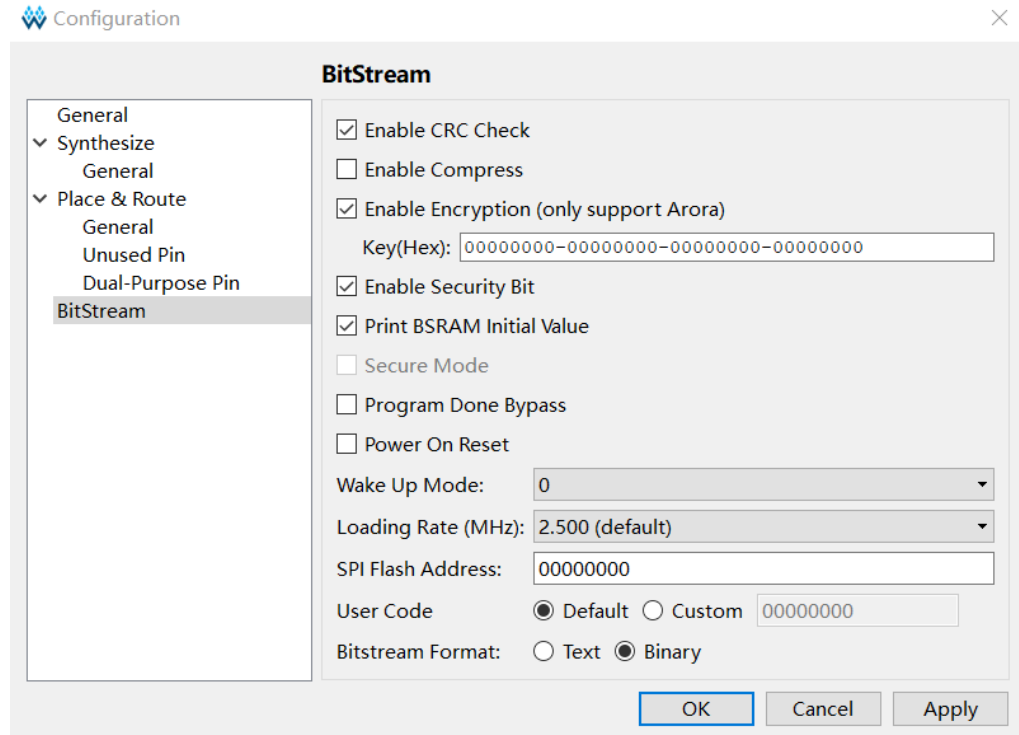 Configuration
BitStream
General
Synthesize
General
Place & Route
General
Unused Pin
Dual-Purpose Pin
BitStream
Enable CRC Check
Enable Compress
Enable Encryption (only support Arora)
Key(Hex): 00000000-00000000-00000000-00000000
Enable Security Bit
Print BSRAM Initial Value
Secure Mode
Program Done Bypass
Power On Reset
Wake Up Mode: 0
Loading Rate (MHz): 2.500 (default)
SPI Flash Address: 00000000
User Code Default Custom 00000000
Bitstream Format: Text Binary
OK Cancel Apply